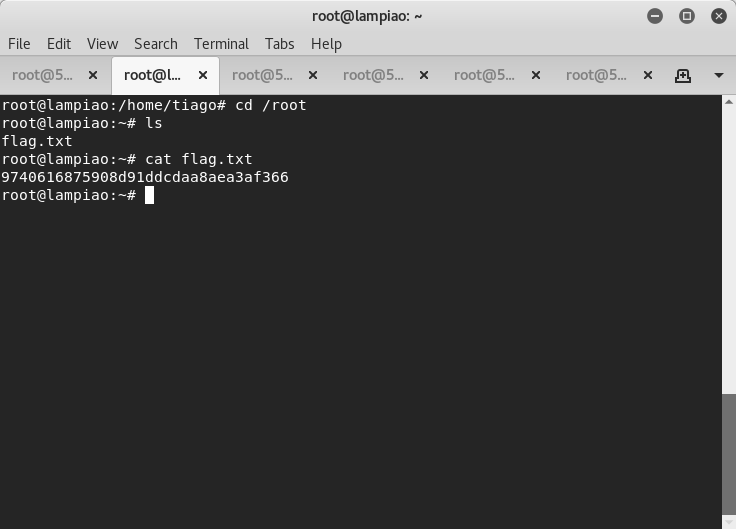 root@lampiao: ~
File Edit View Search Terminal Tabs Help
root@5... root@l... root@5... root@5... root@5... root@5...
root@lampiao:/home/tiago# cd /root
root@lampiao:~# ls
flag.txt
root@lampiao:~# cat flag.txt
9740616875908d91ddcdaa8aea3af366
root@lampiao:~#